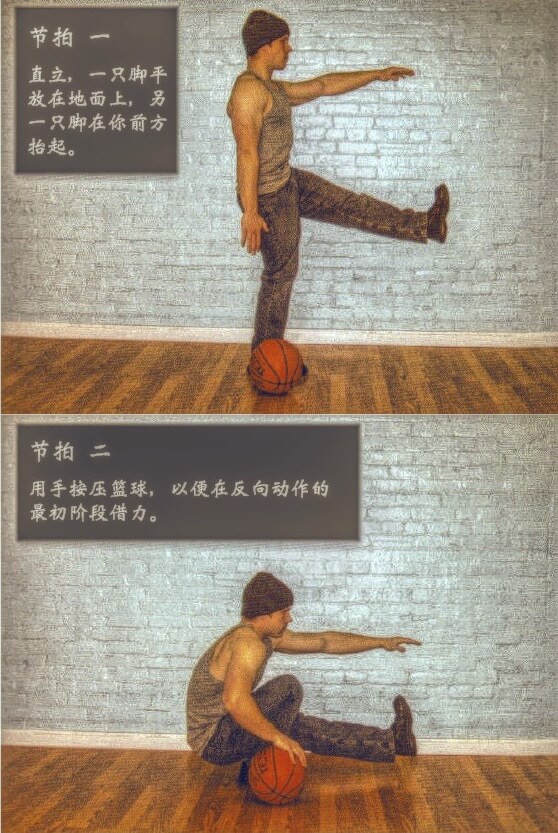 节拍 一
直立，一只脚平
放在地面上，另
一只脚在你前方
抬起。
节拍 二
用手按压篮球，以便在反向动作的
最初阶段借力。